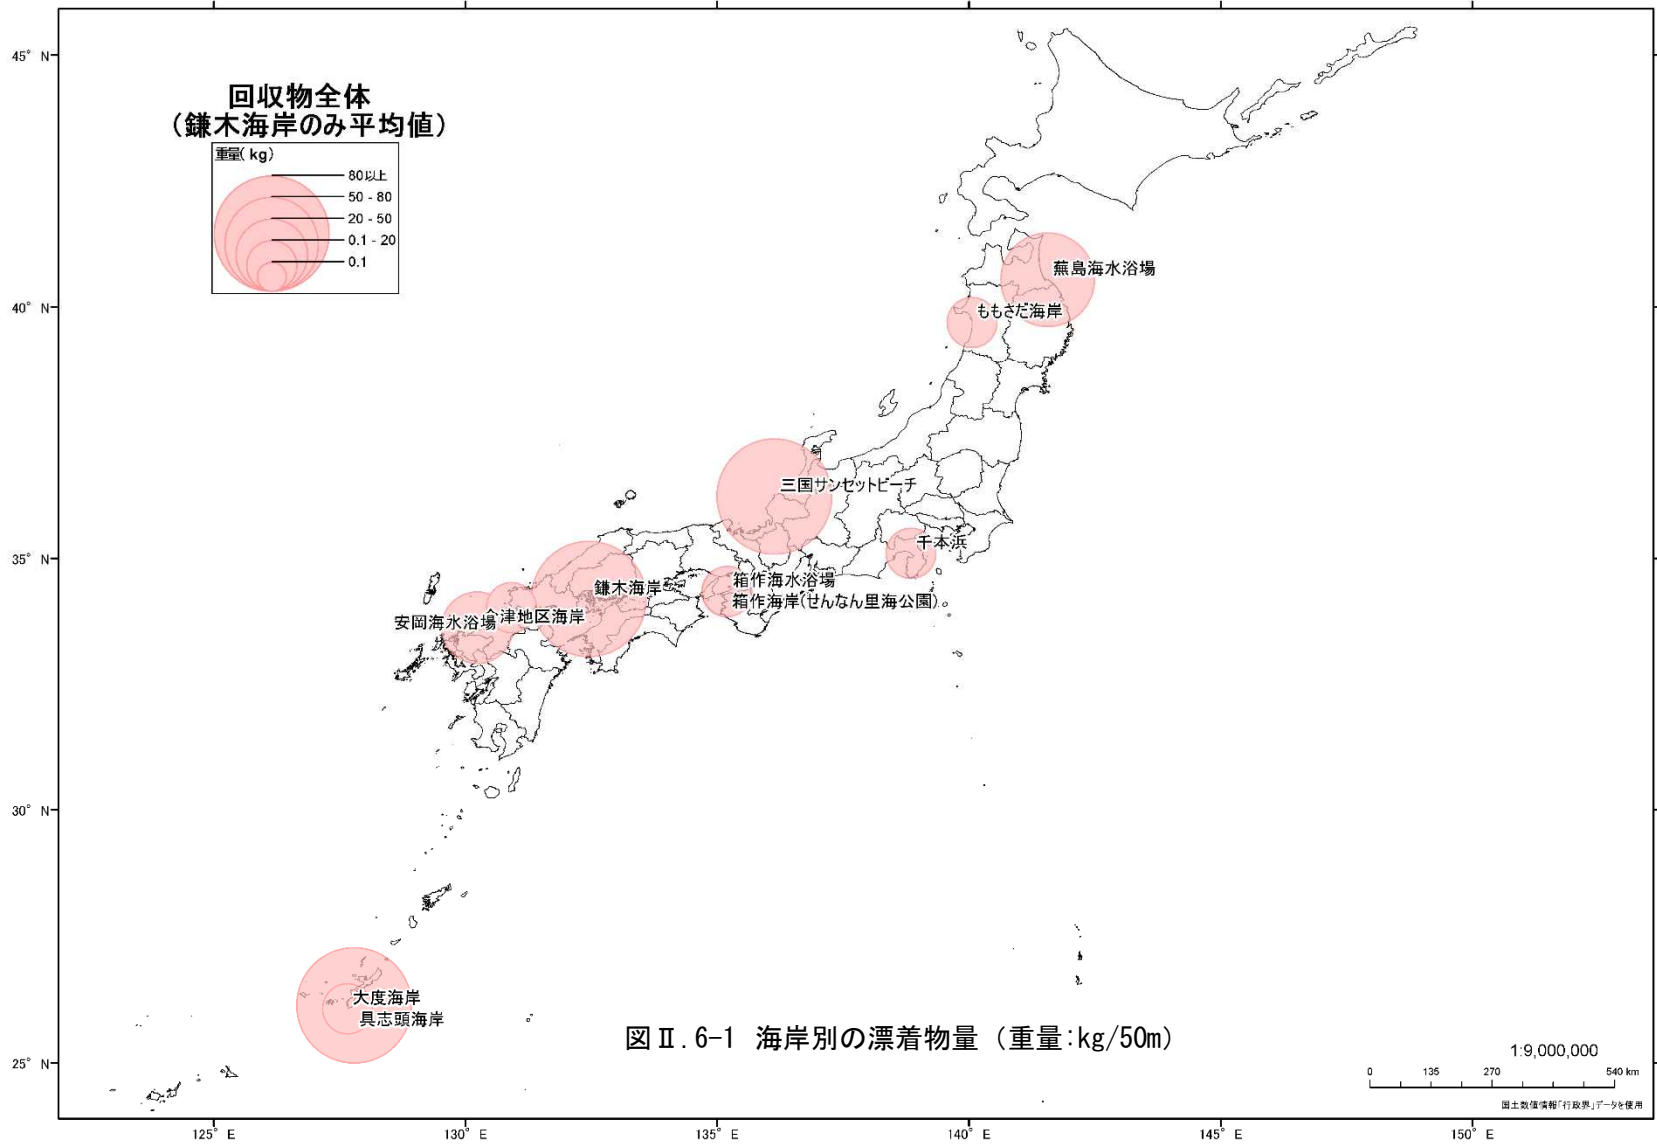 45° N
40° N
35° N
30° N
25° N
回収物全体
（鎌木海岸のみ平均値）
重量( kg)
80以上
50 - 80
20 - 50
0.1 - 20
0.1
蕪島海水浴場
ももさだ海岸
三国サンセットビーチ
千本浜
箱作海水浴場
箱作海岸(せんなん里海公園)
鎌木海岸
今津地区海岸
安岡海水浴場
大度海岸
具志頭海岸
図Ⅱ.6-1 海岸別の漂着物量（重量:kg/50m）
1:9,000,000
0 135 270 540 km
国土数値情報「行政界」データを使用
125° E 130° E 135° E 140° E 145° E 150° E